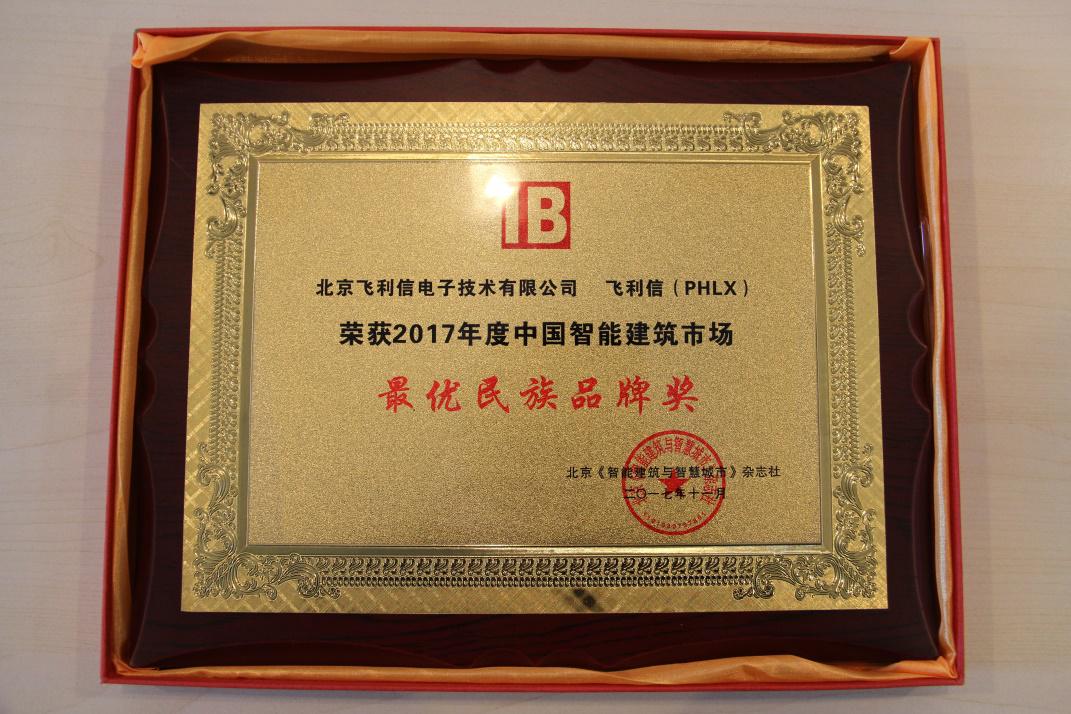 IB
北京飞利信电子技术有限公司 飞利信（PHLX）
荣获2017年度中国智能建筑市场
最优民族品牌奖
北京《智能建筑与智慧城市》杂志社
二〇一七年十一月